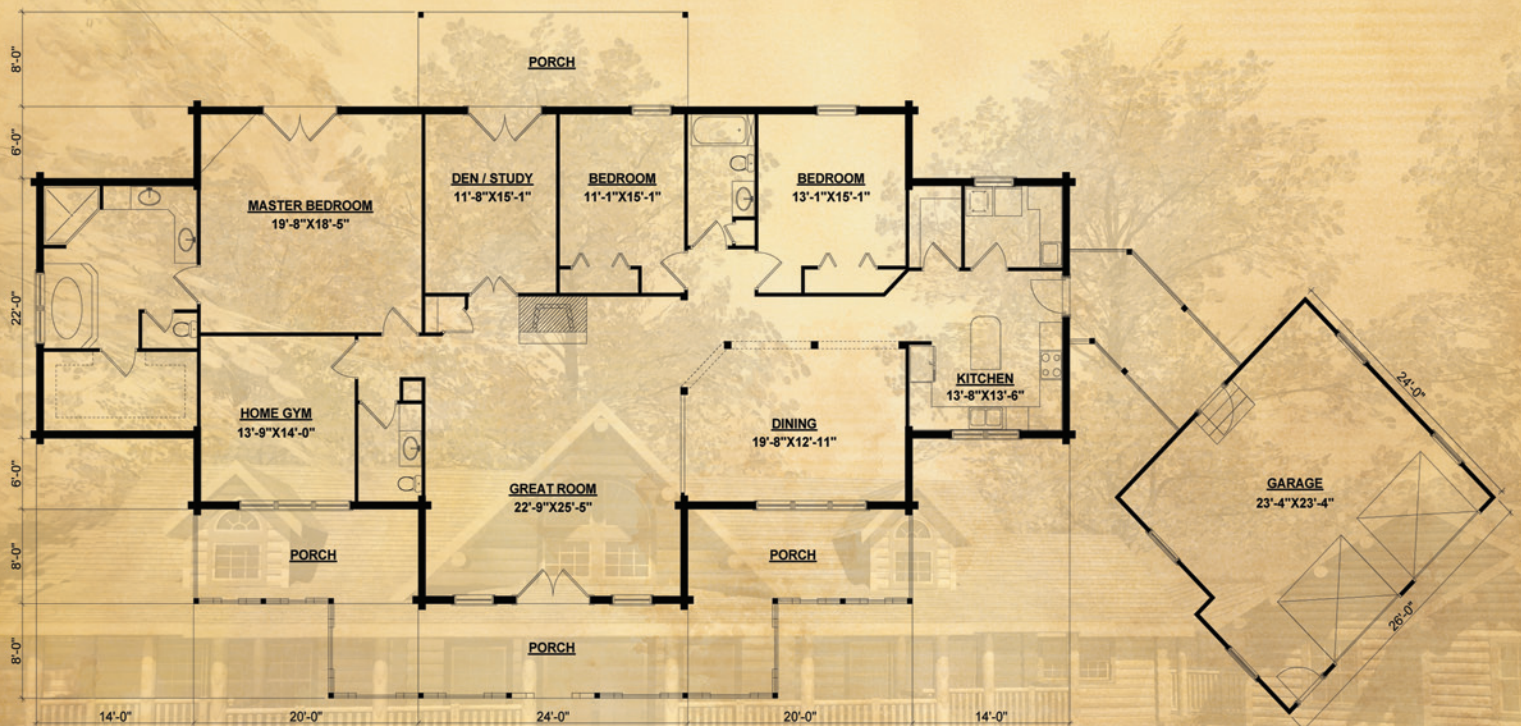 PORCH
8'-0"
6'-0"
22'-0"
6'-0"
8'-0"
8'-0"
MASTER BEDROOM
19'-8"X18'-5"
DEN / STUDY
11'-8"X15'-1"
BEDROOM
11'-1"X15'-1"
BEDROOM
13'-1"X15'-1"
HOME GYM
13'-9"X14'-0"
GREAT ROOM
22'-9"X25'-5"
DINING
19'-8"X12'-11"
KITCHEN
13'-8"X13'-6"
GARAGE
23'-4"X23'-4"
24'-0"
26'-0"
PORCH
PORCH
PORCH
14'-0"
20'-0"
24'-0"
20'-0"
14'-0"